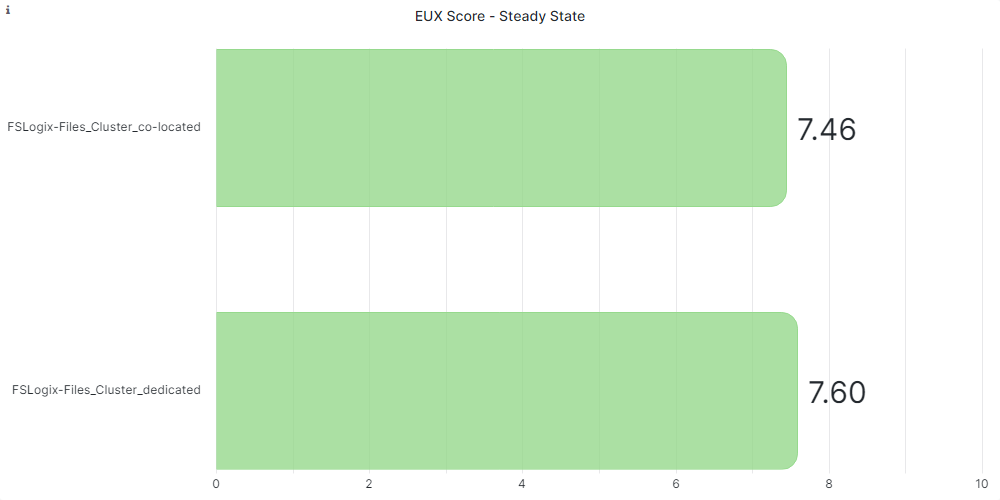 i
EUX Score - Steady State
FSLogix-Files_Cluster_co-located
7.46
FSLogix-Files_Cluster_dedicated
7.60
0 2 4 6 8 10